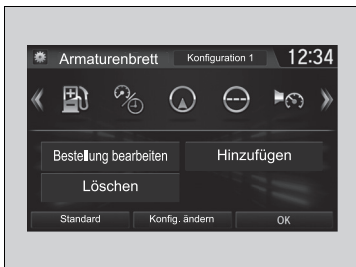 Armaturenbrett Konfiguration 1 12:34
Bestellung bearbeiten Hinzufügen
Löschen
Standard Konfig. ändern OK